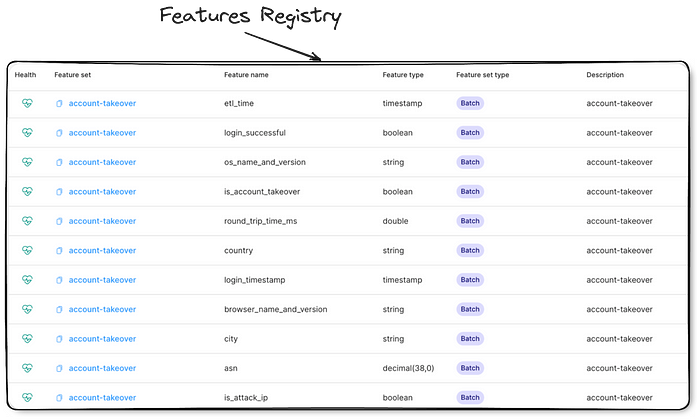 Features Registry
Health Feature set Feature name Feature type Feature set type Description
account-takeover etl_time timestamp Batch account-takeover
account-takeover login_successful boolean Batch account-takeover
account-takeover os_name_and_version string Batch account-takeover
account-takeover is_account_takeover boolean Batch account-takeover
account-takeover round_trip_time_ms double Batch account-takeover
account-takeover country string Batch account-takeover
account-takeover login_timestamp timestamp Batch account-takeover
account-takeover browser_name_and_version string Batch account-takeover
account-takeover city string Batch account-takeover
account-takeover asn decimal(38,0) Batch account-takeover
account-takeover is_attack_ip boolean Batch account-takeover